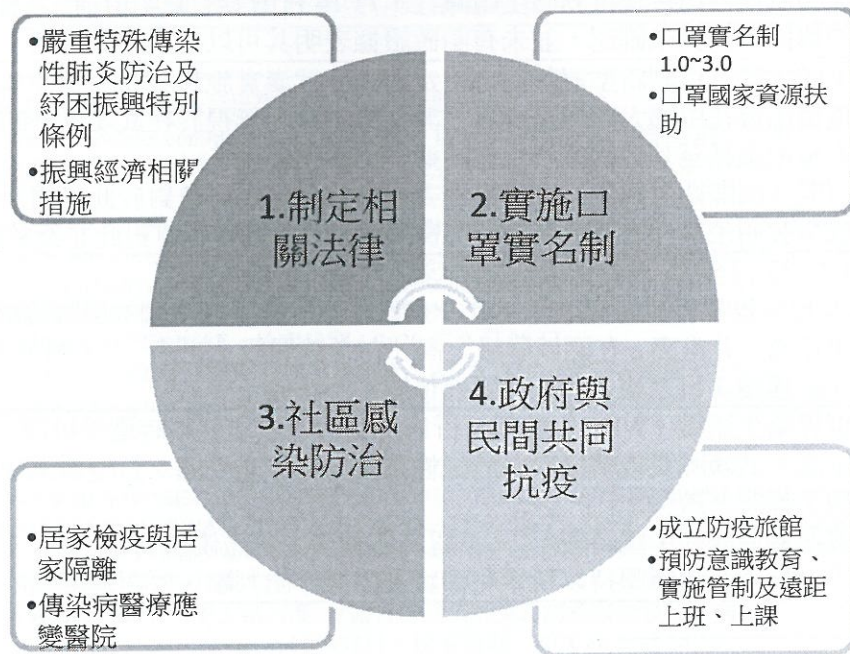 •嚴重特殊傳染
性肺炎防治及
紓困振興特別
條例
•振興經濟相關
措施
•口罩實名制
1.0~3.0
•口罩國家資源扶
助
1.制定相
關法律
2.實施口
罩實名制
3.社區感
染防治
4.政府與
民間共同
抗疫
•居家檢疫與居
家隔離
•傳染病醫療應
變醫院
•成立防疫旅館
•預防意識教育、
實施管制及遠距
上班、上課